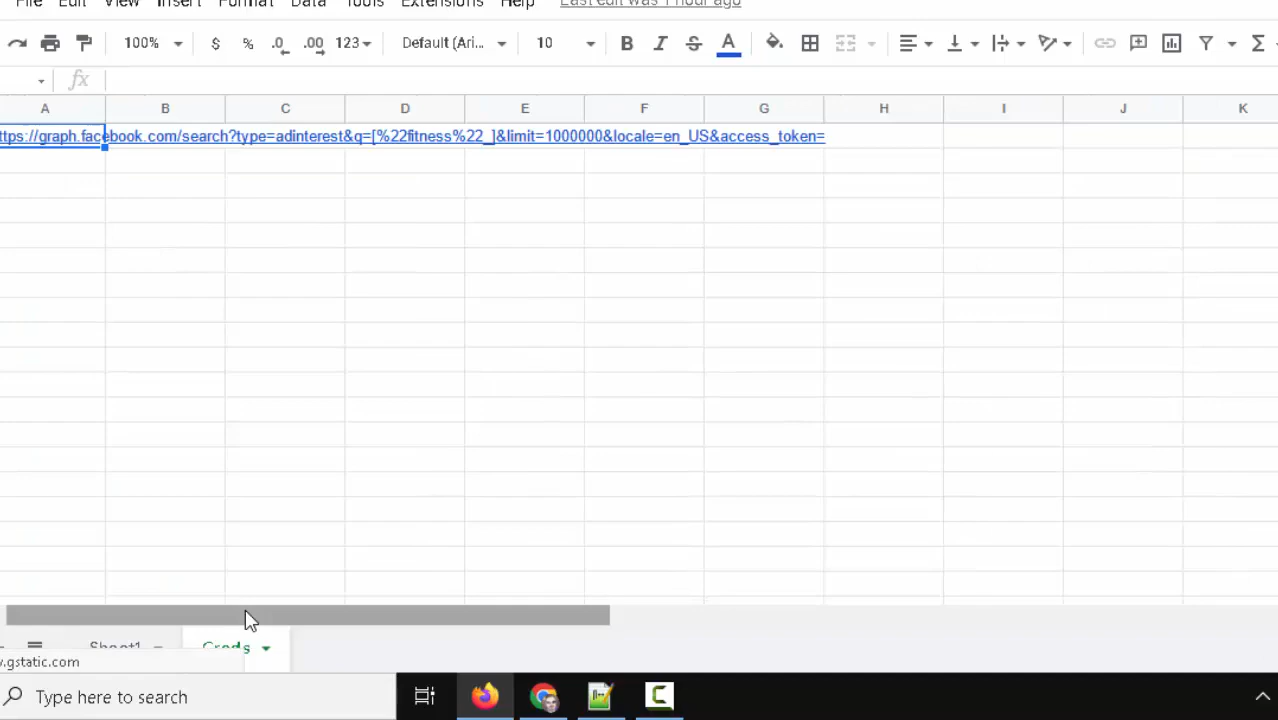 File Edit View Insert Format Data Tools Extensions Help Last edit was 1 hour ago
100% $ % .0 .00 123 Default (Ari... 10 B I S A Σ
fx
A B C D E F G H I J K
ttps://graph.facebook.com/search?type=adinterest&q=[%22fitness%22_]&limit=1000000&locale=en_US&access_token=
Sheet1 Creds
v.gstatic.com
Type here to search